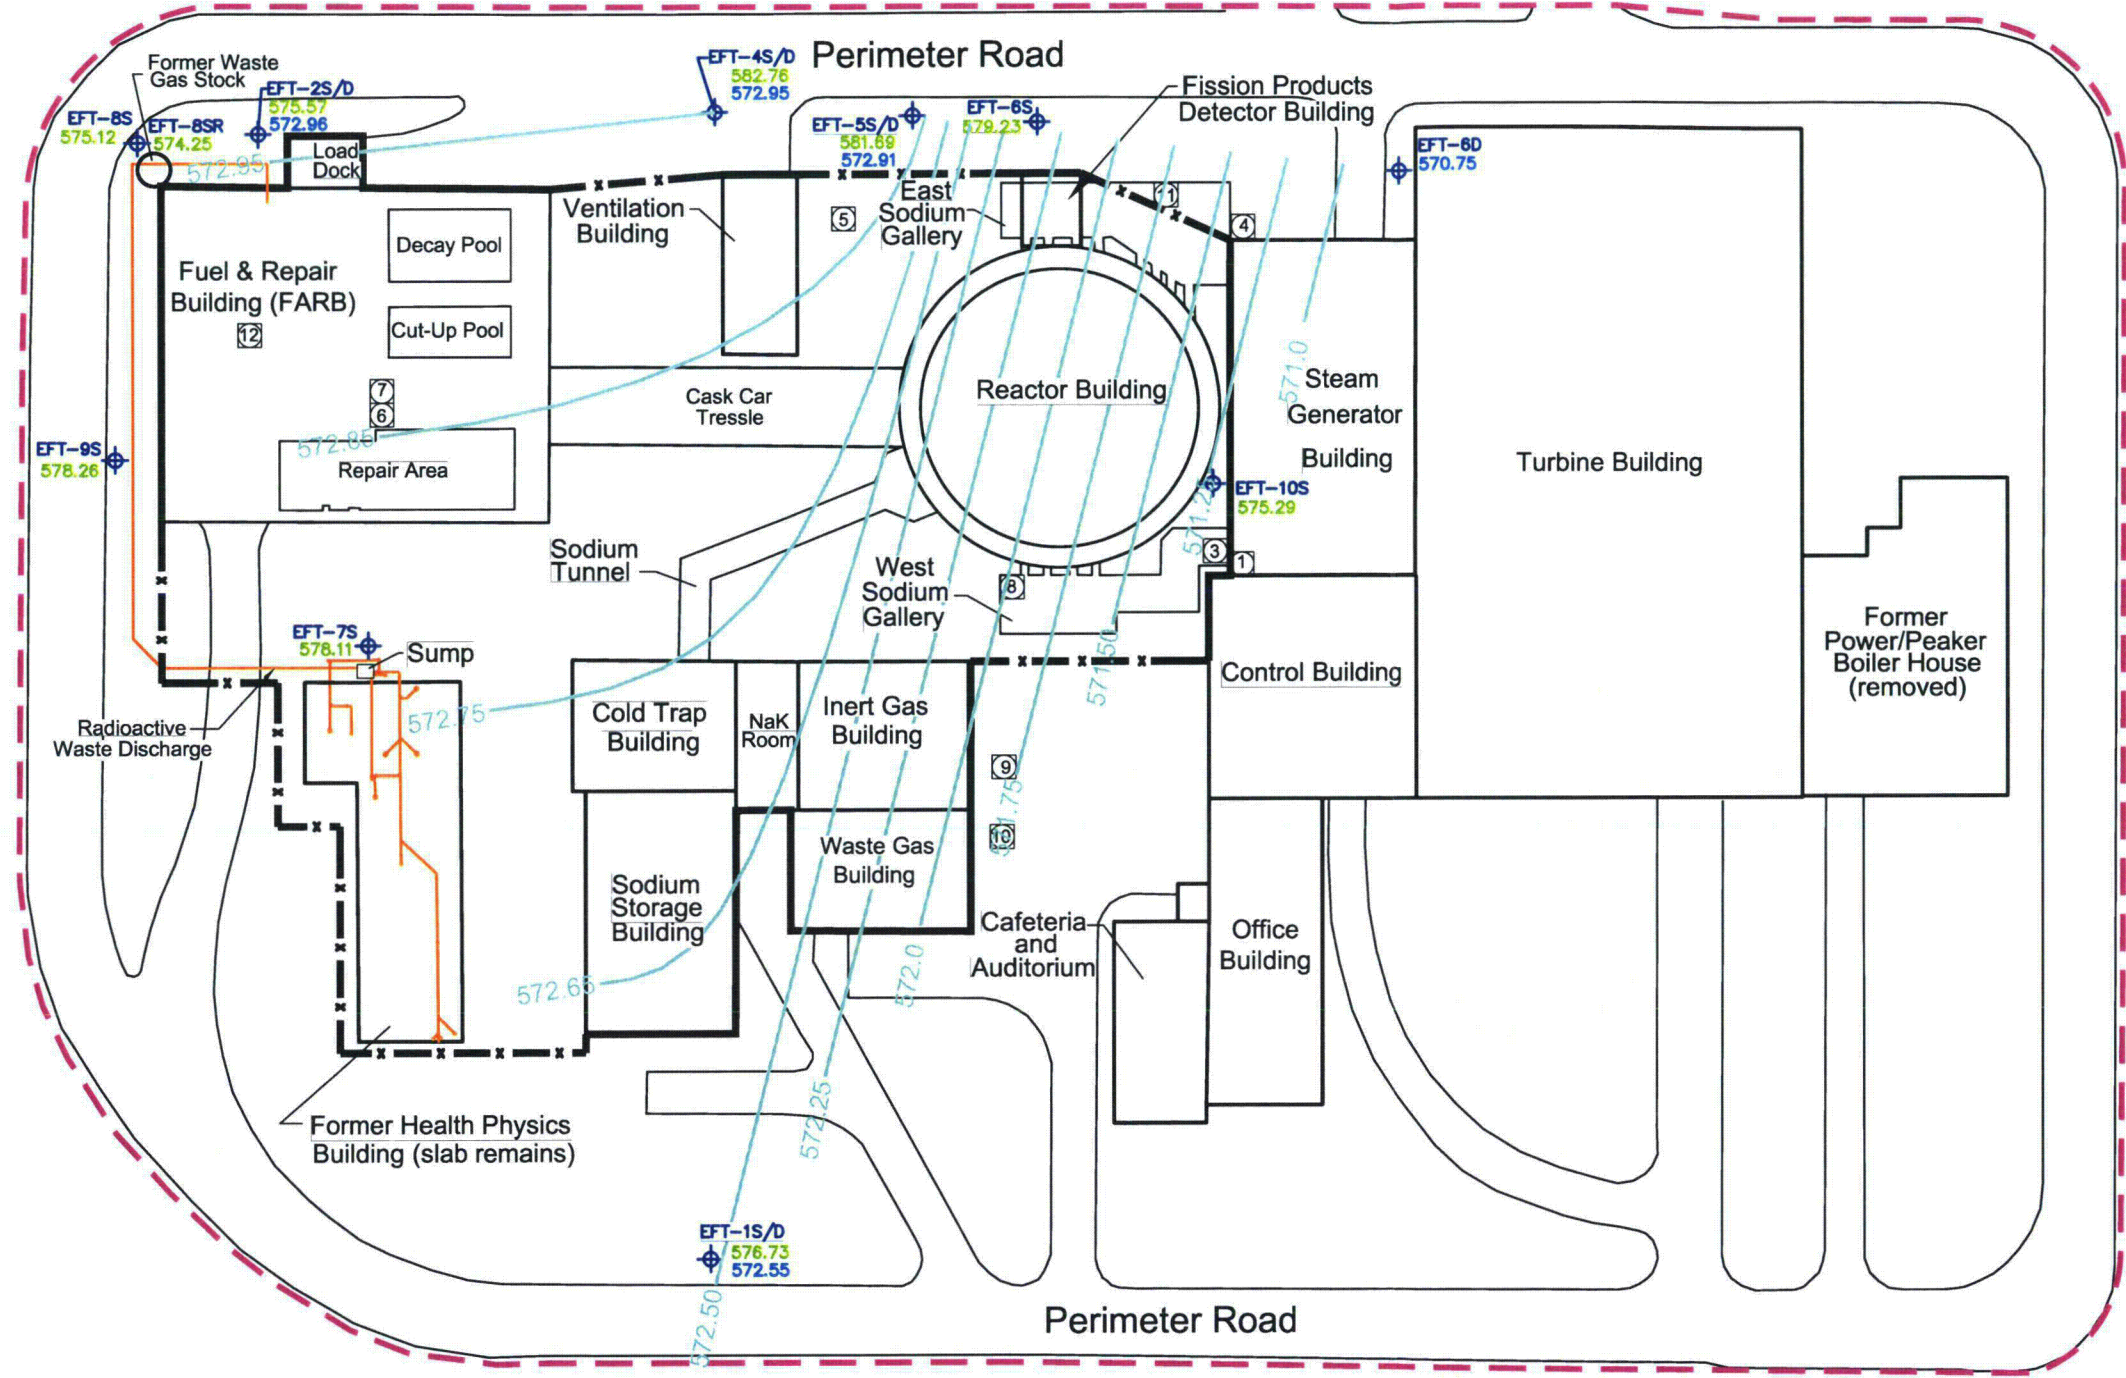 Perimeter Road
Former Waste
Gas Stock
EFT-8S
575.12
EFT-8SR
574.25
EFT-2S/D
575.57
572.96
572.95
Load
Dock
EFT-4S/D
582.76
572.95
EFT-5S/D
581.69
572.91
EFT-6S
579.23
Fission Products
Detector Building
EFT-6D
570.75
Ventilation
Building
5
East
Sodium
Gallery
11
4
Decay Pool
Fuel & Repair
Building (FARB)
12
Cut-Up Pool
7
6
572.85
Repair Area
Cask Car
Tressle
Reactor Building
571.0
Steam
Generator
Building
Turbine Building
EFT-9S
578.26
EFT-10S
575.29
3
1
Sodium
Tunnel
West
Sodium
Gallery
8
571.50
Control Building
Former
Power/Peaker
Boiler House
(removed)
EFT-7S
578.11
Sump
Radioactive
Waste Discharge
572.75
Cold Trap
Building
NaK
Room
Inert Gas
Building
9
10
Waste Gas
Building
Sodium
Storage
Building
572.65
572.0
Cafeteria
and
Auditorium
Office
Building
572.25
Former Health Physics
Building (slab remains)
EFT-1S/D
576.73
572.55
572.50
Perimeter Road